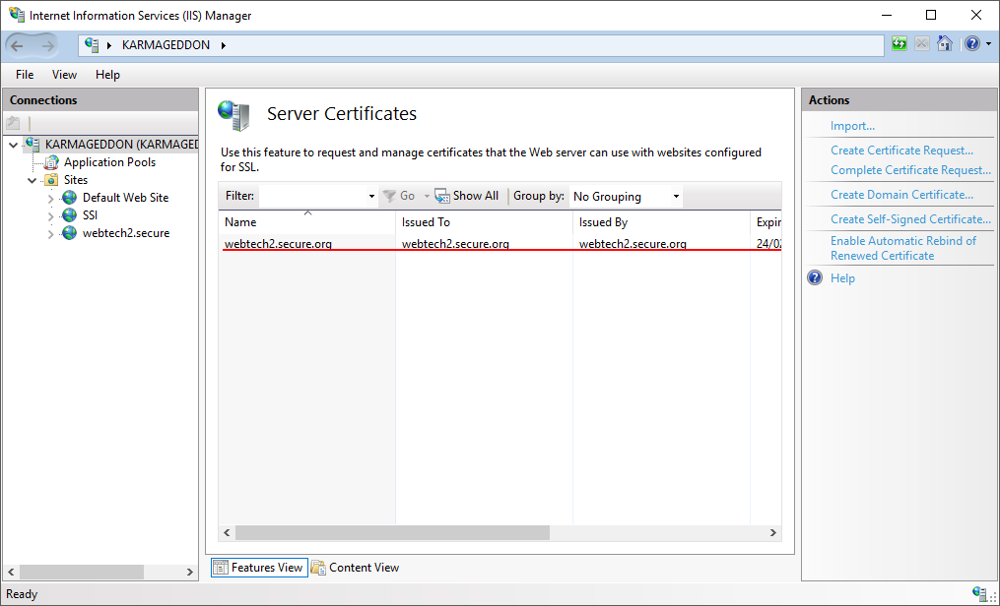 Internet Information Services (IIS) Manager
KARMAGEDDON
File View Help
Connections
KARMAGEDDON (KARMAGED
Application Pools
Sites
Default Web Site
SSI
webtech2.secure
Server Certificates
Use this feature to request and manage certificates that the Web server can use with websites configured
for SSL.
Filter: Go Show All Group by: No Grouping
Name Issued To Issued By Expir
webtech2.secure.org webtech2.secure.org webtech2.secure.org 24/02
Features View Content View
Actions
Import...
Create Certificate Request...
Complete Certificate Request...
Create Domain Certificate...
Create Self-Signed Certificate...
Enable Automatic Rebind of
Renewed Certificate
Help
Ready